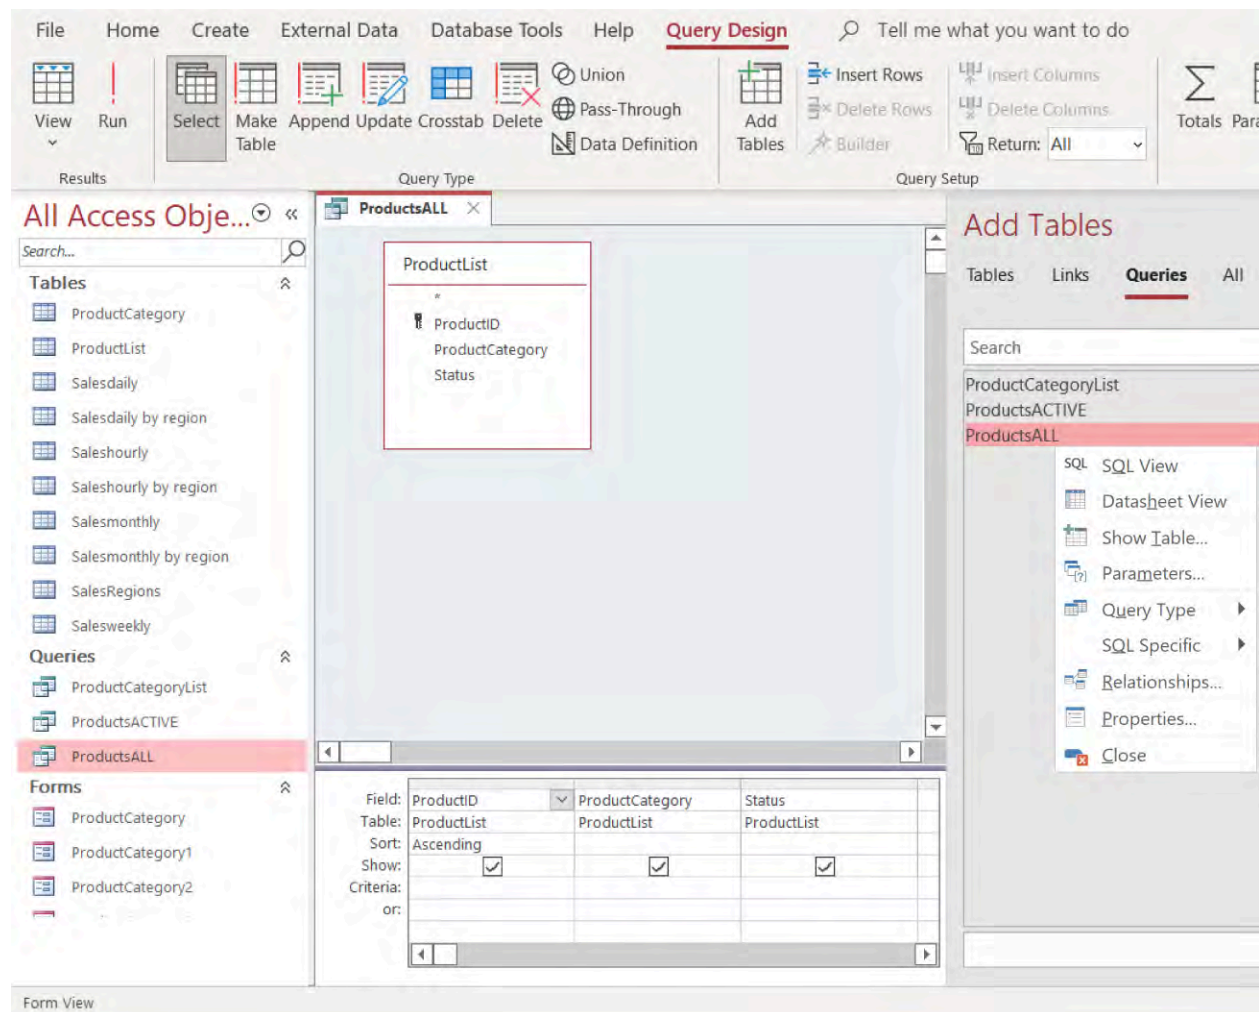 File Home Create External Data Database Tools Help Query Design Tell me what you want to do
View Run Select Make Table Append Update Crosstab Delete
Union
Pass-Through
Data Definition
Add Tables
Insert Rows
Delete Rows
Builder
Insert Columns
Delete Columns
Return: All
Totals Para
Results Query Type Query Setup
All Access Obje...
Search...
Tables
ProductCategory
ProductList
Salesdaily
Salesdaily by region
Saleshourly
Saleshourly by region
Salesmonthly
Salesmonthly by region
SalesRegions
Salesweekly
Queries
ProductCategoryList
ProductsACTIVE
ProductsALL
Forms
ProductCategory
ProductCategory1
ProductCategory2
ProductsALL
ProductList
*
ProductID
ProductCategory
Status
Field: ProductID ProductCategory Status
Table: ProductList ProductList ProductList
Sort: Ascending
Show:
Criteria:
or:
Add Tables
Tables Links Queries All
Search
ProductCategoryList
ProductsACTIVE
ProductsALL
SQL SQL View
Datasheet View
Show Table...
Parameters...
Query Type
SQL Specific
Relationships...
Properties...
Close
Form View